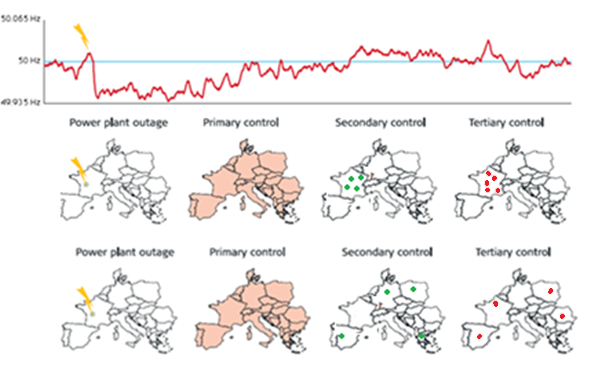 50.065 Hz
50 Hz
49.935 Hz
Power plant outage Primary control Secondary control Tertiary control
Power plant outage Primary control Secondary control Tertiary control